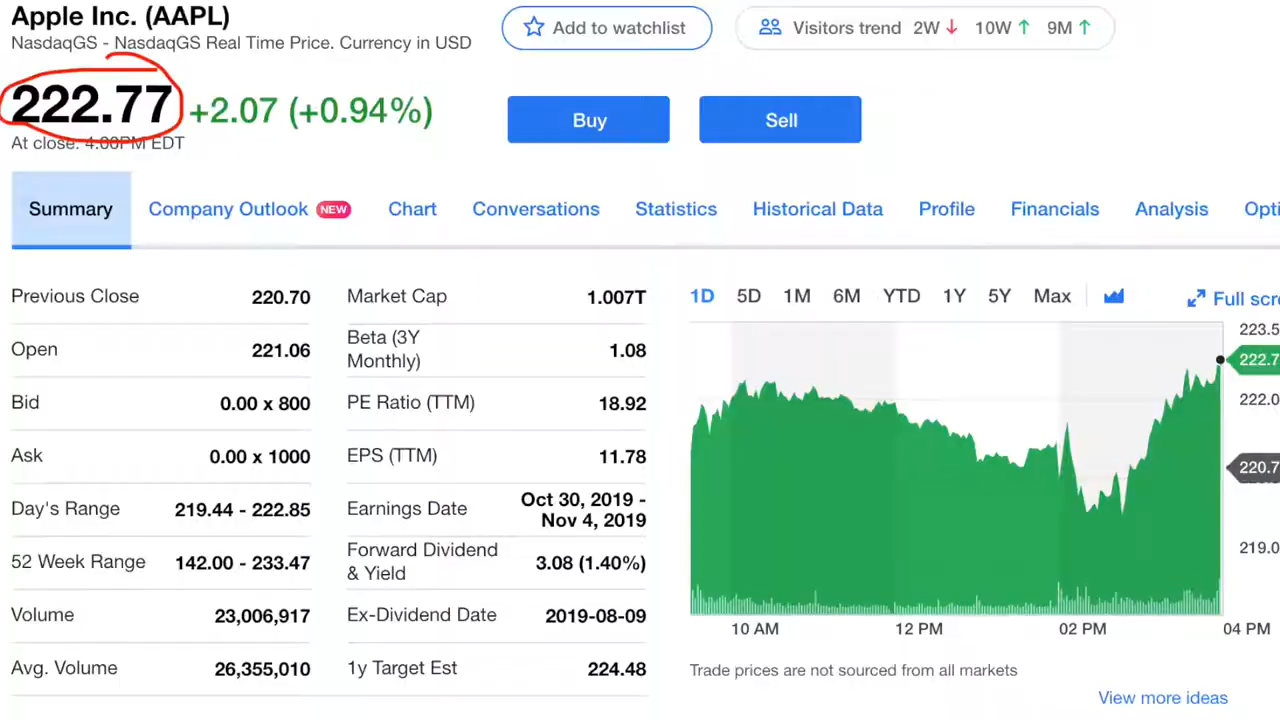 Apple Inc. (AAPL)
NasdaqGS - NasdaqGS Real Time Price. Currency in USD
Add to watchlist
Visitors trend 2W ↓ 10W ↑ 9M ↑
222.77 +2.07 (+0.94%)
At close: 4:00PM EDT
Buy
Sell
Summary
Company Outlook NEW
Chart
Conversations
Statistics
Historical Data
Profile
Financials
Analysis
Opti
Previous Close 220.70
Open 221.06
Bid 0.00 x 800
Ask 0.00 x 1000
Day's Range 219.44 - 222.85
52 Week Range 142.00 - 233.47
Volume 23,006,917
Avg. Volume 26,355,010
Market Cap 1.007T
Beta (3Y
Monthly) 1.08
PE Ratio (TTM) 18.92
EPS (TTM) 11.78
Earnings Date Oct 30, 2019 -
Nov 4, 2019
Forward Dividend
& Yield 3.08 (1.40%)
Ex-Dividend Date 2019-08-09
1y Target Est 224.48
1D 5D 1M 6M YTD 1Y 5Y Max
Full scre
223.5
222.7
222.0
220.7
219.0
10 AM 12 PM 02 PM 04 PM
Trade prices are not sourced from all markets
View more ideas